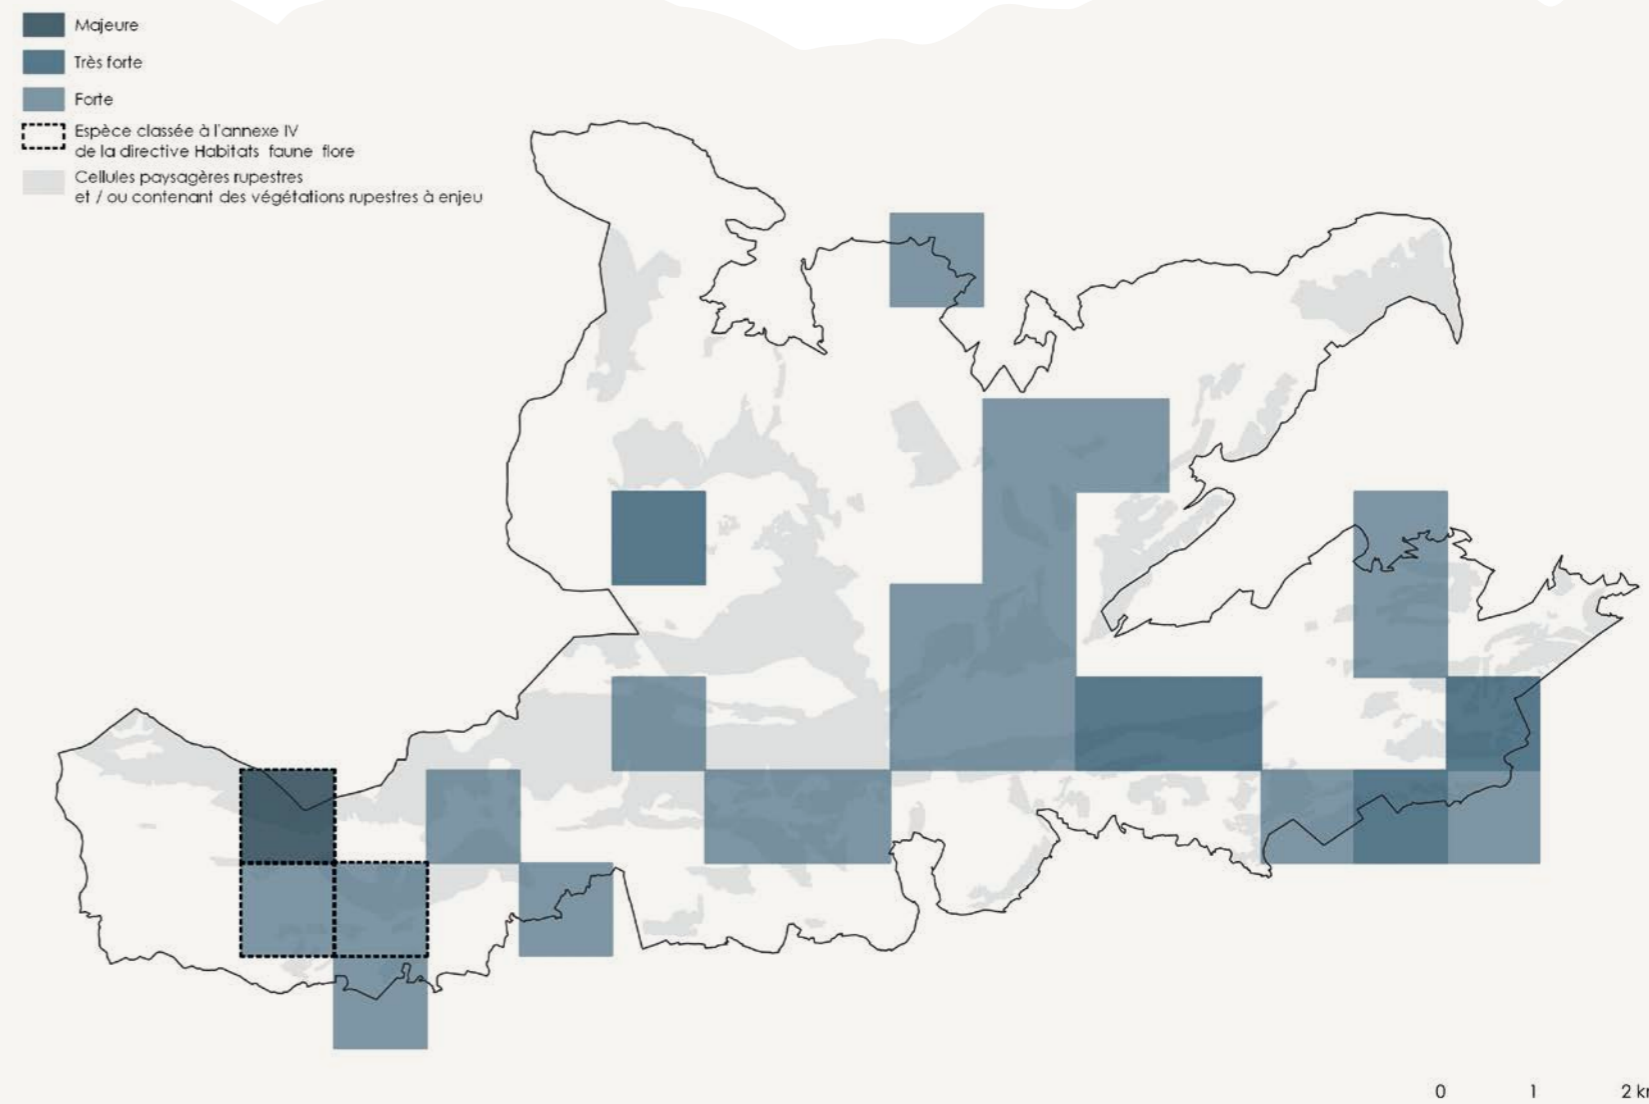 Majeure
Très forte
Forte
Espèce classée à l'annexe IV
de la directive Habitats faune flore
Cellules paysagères rupestres
et / ou contenant des végétations rupestres à enjeu
0 1 2 k